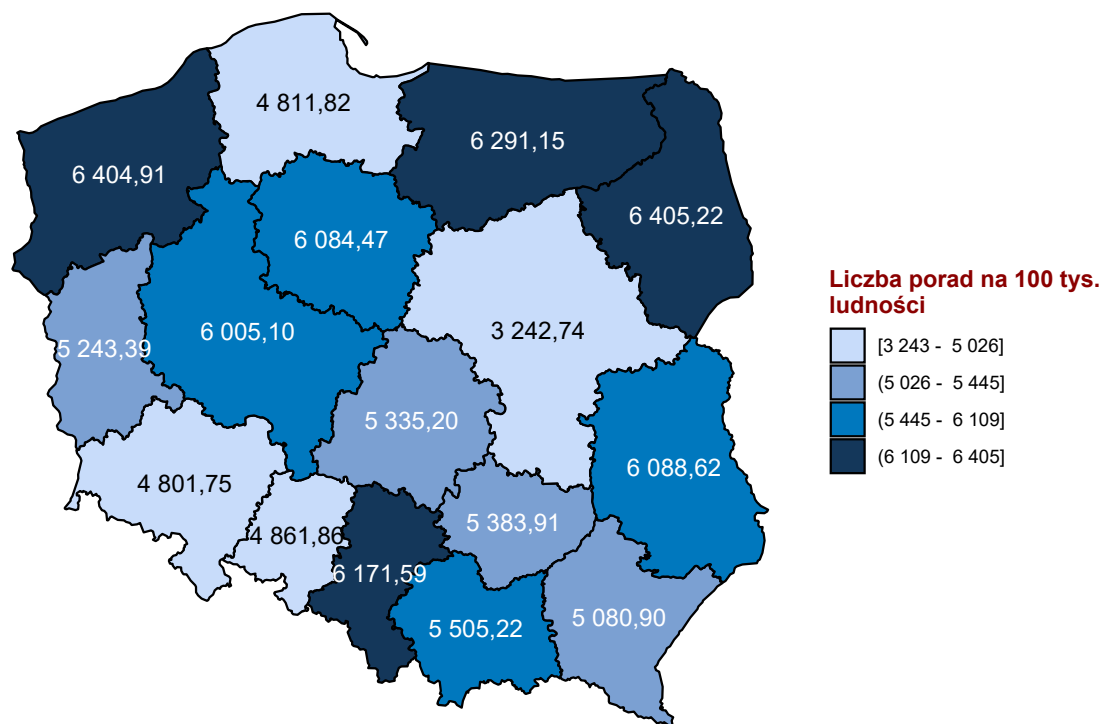 4 811,82
6 291,15
6 404,91
6 405,22
6 084,47
6 005,10
3 242,74
5 243,39
5 335,20
6 088,62
4 801,75
5 383,91
4 861,86
6 171,59
5 080,90
5 505,22
Liczba porad na 100 tys.
ludności
[3 243 - 5 026]
(5 026 - 5 445]
(5 445 - 6 109]
(6 109 - 6 405]